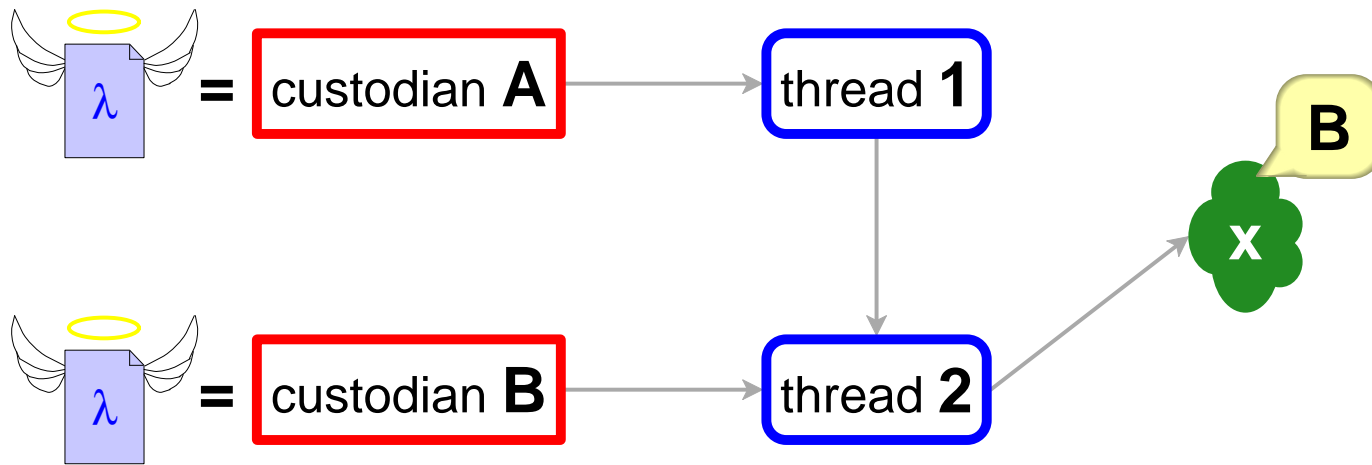 λ = custodian A thread 1
B
x
λ = custodian B thread 2